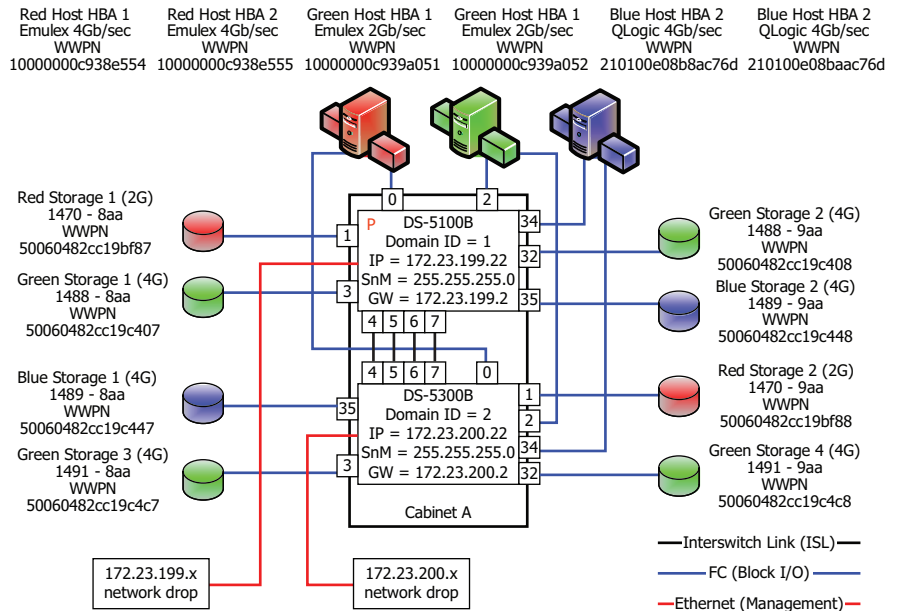 Red Host HBA 1
Emulex 4Gb/sec
WWPN
10000000c938e554
Red Host HBA 2
Emulex 4Gb/sec
WWPN
10000000c938e555
Green Host HBA 1
Emulex 2Gb/sec
WWPN
10000000c939a051
Green Host HBA 1
Emulex 2Gb/sec
WWPN
10000000c939a052
Blue Host HBA 2
QLogic 4Gb/sec
WWPN
210100e08b8ac76d
Blue Host HBA 2
QLogic 4Gb/sec
WWPN
210100e08baac76d
Red Storage 1 (2G)
1470 - 8aa
WWPN
50060482cc19bf87
Green Storage 1 (4G)
1488 - 8aa
WWPN
50060482cc19c407
Blue Storage 1 (4G)
1489 - 8aa
WWPN
50060482cc19c447
Green Storage 3 (4G)
1491 - 8aa
WWPN
50060482cc19c4c7
0
2
1
3
34
32
35
P
DS-5100B
Domain ID = 1
IP = 172.23.199.22
SnM = 255.255.255.0
GW = 172.23.199.2
4 5 6 7
4 5 6 7
0
35
3
1
2
34
32
DS-5300B
Domain ID = 2
IP = 172.23.200.22
SnM = 255.255.255.0
GW = 172.23.200.2
Cabinet A
Green Storage 2 (4G)
1488 - 9aa
WWPN
50060482cc19c408
Blue Storage 2 (4G)
1489 - 9aa
WWPN
50060482cc19c448
Red Storage 2 (2G)
1470 - 9aa
WWPN
50060482cc19bf88
Green Storage 4 (4G)
1491 - 9aa
WWPN
50060482cc19c4c8
172.23.199.x
network drop
172.23.200.x
network drop
Interswitch Link (ISL)
FC (Block I/O)
Ethernet (Management)